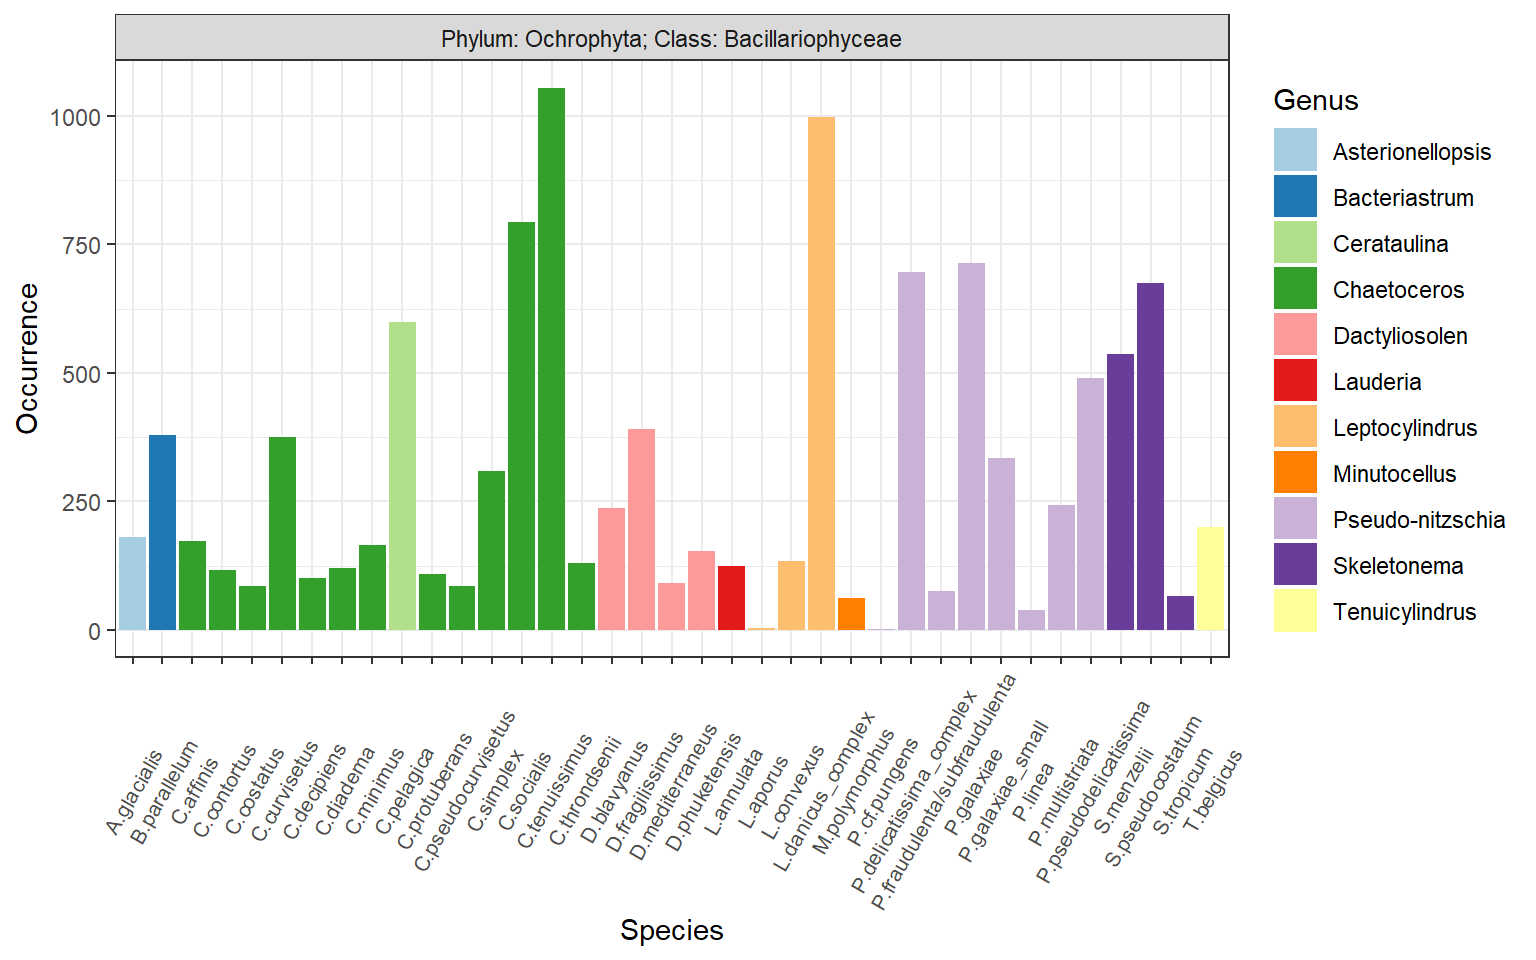 Phylum: Ochrophyta; Class: Bacillariophyceae
1000
750
500
250
0
Occurrence
A.glacialis
B.parallelum
C.affinis
C.contortus
C.costatus
C.curvisetus
C.decipiens
C.diadema
C.minimus
C.pelagica
C.protuberans
C.pseudocurvisetus
C.simplex
C.socialis
C.tenuissimus
C.throndsenii
D.blavyanus
D.fragilissimus
D.mediterraneus
D.phuketensis
L.annulata
L.aporus
L.convexus
L.danicus_complex
M.polymorphus
P.cf.pungens
P.delicatissima_complex
P.fraudulenta/subfraudulenta
P.galaxiae
P.galaxiae_small
P.linea
P.multistriata
P.pseudodelicatissima
S.menzelii
S.pseudocostatum
S.tropicum
T.belgicus
Species
Genus
Asterionellopsis
Bacteriastrum
Cerataulina
Chaetoceros
Dactyliosolen
Lauderia
Leptocylindrus
Minutocellus
Pseudo-nitzschia
Skeletonema
Tenuicylindrus